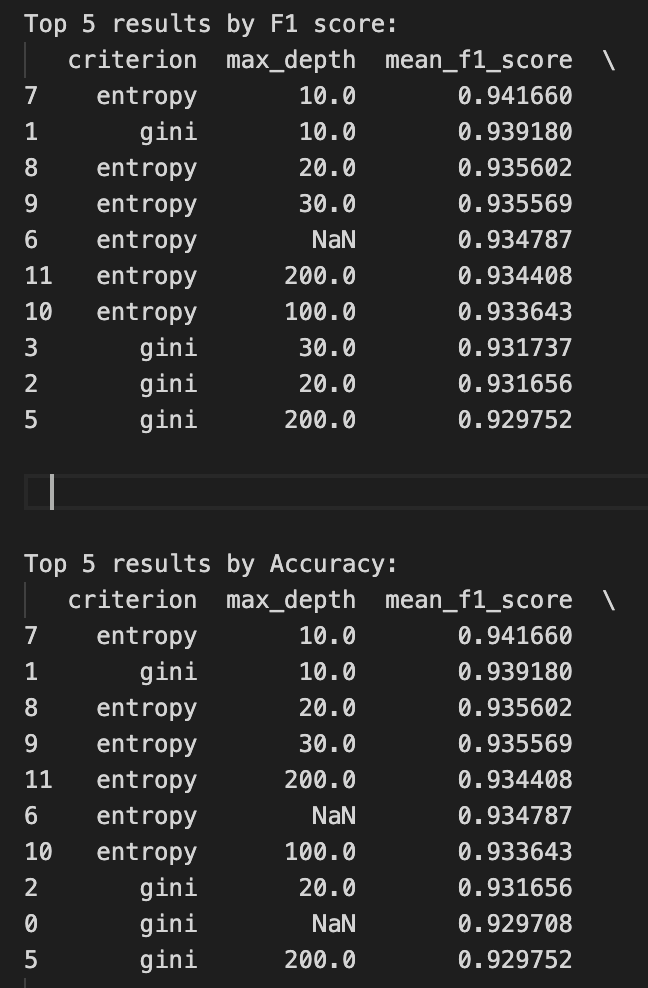 Top 5 results by F1 score:
criterion max_depth mean_f1_score \
7 entropy 10.0 0.941660
1 gini 10.0 0.939180
8 entropy 20.0 0.935602
9 entropy 30.0 0.935569
6 entropy NaN 0.934787
11 entropy 200.0 0.934408
10 entropy 100.0 0.933643
3 gini 30.0 0.931737
2 gini 20.0 0.931656
5 gini 200.0 0.929752
Top 5 results by Accuracy:
criterion max_depth mean_f1_score \
7 entropy 10.0 0.941660
1 gini 10.0 0.939180
8 entropy 20.0 0.935602
9 entropy 30.0 0.935569
11 entropy 200.0 0.934408
6 entropy NaN 0.934787
10 entropy 100.0 0.933643
2 gini 20.0 0.931656
0 gini NaN 0.929708
5 gini 200.0 0.929752